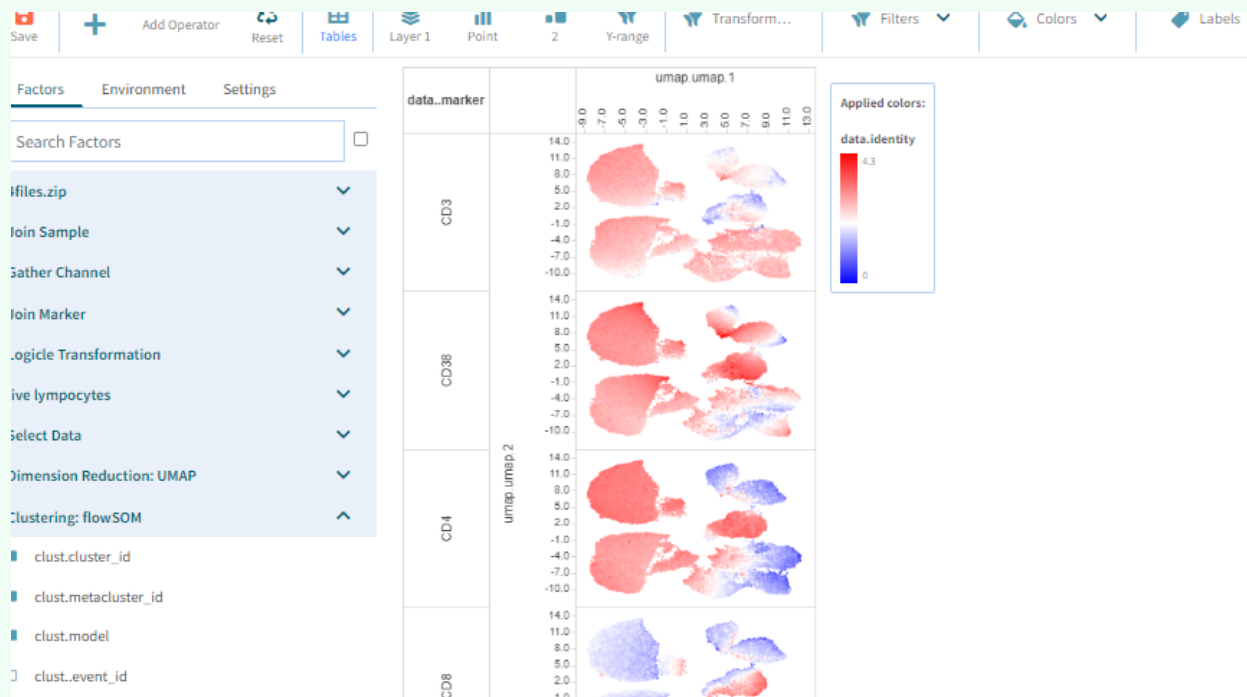 Save
Add Operator
Reset
Tables
Layer 1
Point
2
Y-range
Transform...
Filters
Colors
Labels
Factors
Environment
Settings
Search Factors
4files.zip
Join Sample
Gather Channel
Join Marker
Logicle Transformation
ive lympocytes
Select Data
Dimension Reduction: UMAP
Clustering: flowSOM
clust.cluster_id
clust.metacluster_id
clust.model
clust..event_id
data..marker
umap.umap.1
-9.0 -7.0 -5.0 -3.0 -1.0 1.0 3.0 5.0 7.0 9.0 11.0 13.0
umap.umap.2
CD3
14.0
11.0
8.0
5.0
2.0
-1.0
-4.0
-7.0
-10.0
CD38
14.0
11.0
8.0
5.0
2.0
-1.0
-4.0
-7.0
-10.0
CD4
14.0
11.0
8.0
5.0
2.0
-1.0
-4.0
-7.0
-10.0
CD8
14.0
11.0
8.0
5.0
2.0
Applied colors:
data.identity
4.3
0